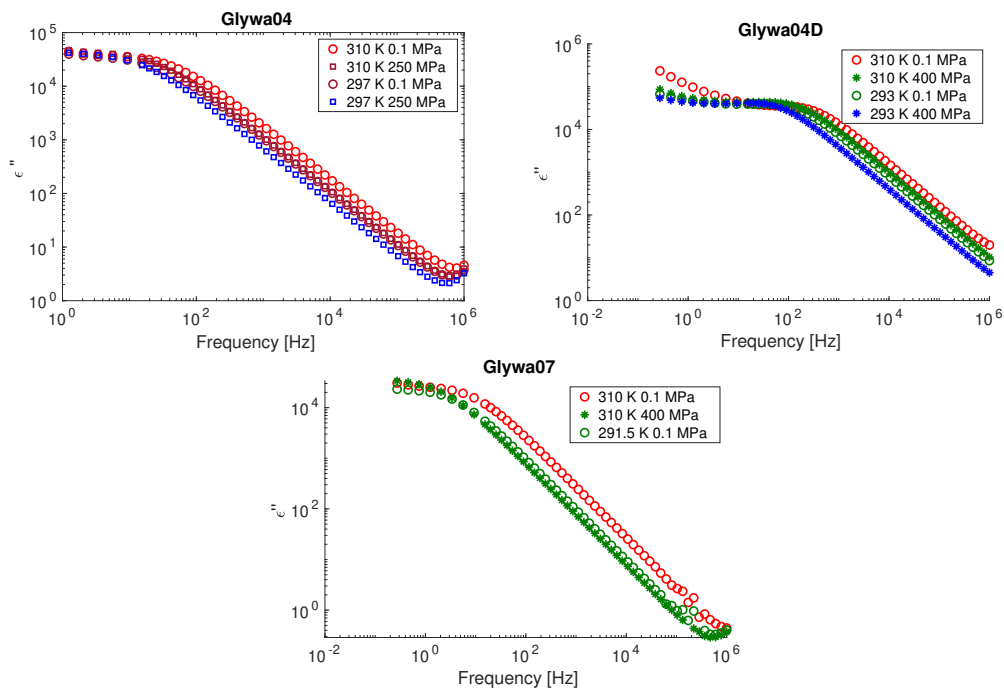 Glywa04
310 K 0.1 MPa
310 K 250 MPa
297 K 0.1 MPa
297 K 250 MPa
10^5
10^4
10^3
10^2
10^1
10^0
ϵ''
10^0
10^2
10^4
10^6
Frequency [Hz]
Glywa04D
310 K 0.1 MPa
310 K 400 MPa
293 K 0.1 MPa
293 K 400 MPa
10^6
10^4
10^2
10^0
ϵ''
10^-2
10^0
10^2
10^4
10^6
Frequency [Hz]
Glywa07
310 K 0.1 MPa
310 K 400 MPa
291.5 K 0.1 MPa
10^4
10^2
10^0
ϵ''
10^-2
10^0
10^2
10^4
10^6
Frequency [Hz]